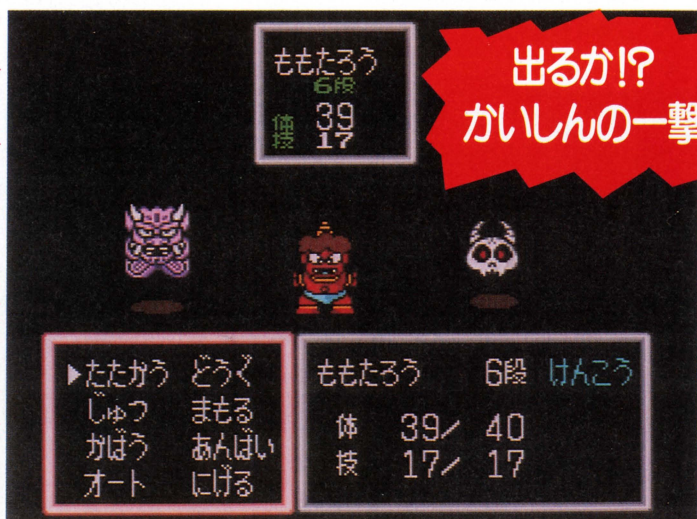 ももたろう
6段
体 39
技 17
出るか!?
かいしんの一撃
▶たたかう どうぐ
じゅつ まもる
かばう あんばい
オート にげる
ももたろう 6段 けんこう
体 39/ 40
技 17/ 17